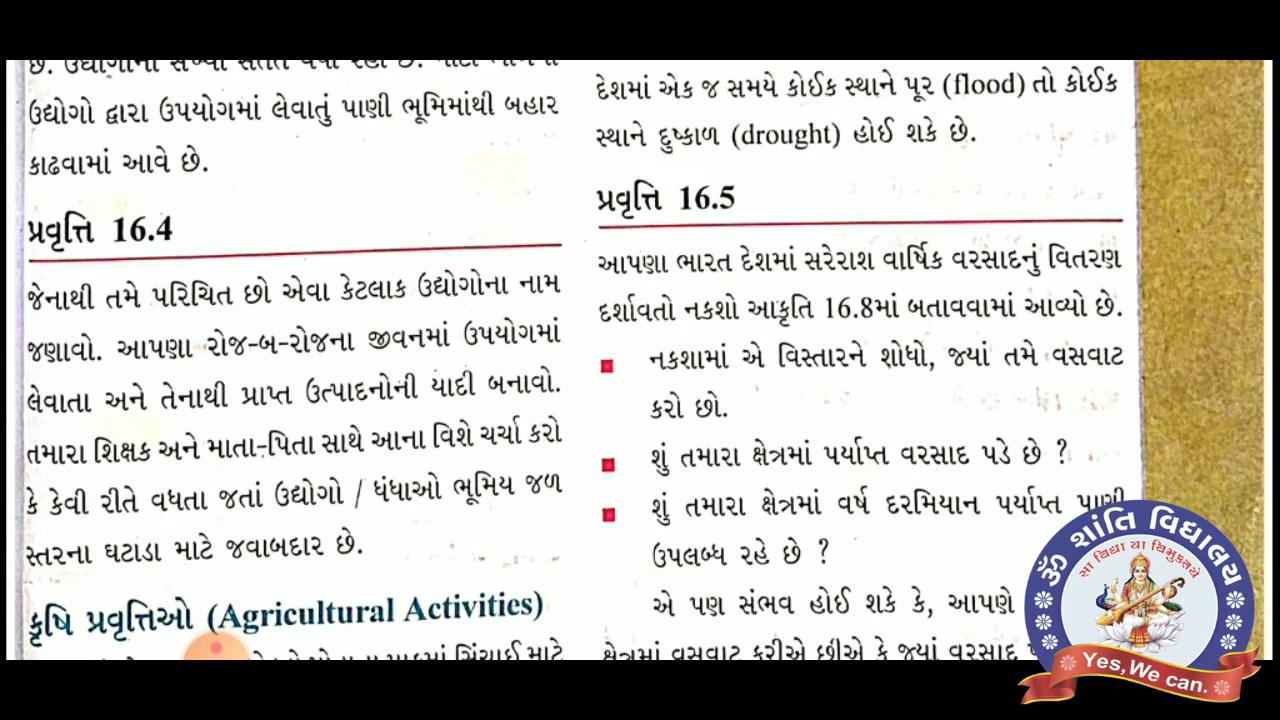 ઉદ્યોગો દ્વારા ઉપયોગમાં લેવાતું પાણી ભૂમિમાંથી બહાર
કાઢવામાં આવે છે.
પ્રવૃત્તિ 16.4
જેનાથી તમે પરિચિત છો એવા કેટલાક ઉદ્યોગોના નામ
જણાવો. આપણા રોજ-બ-રોજના જીવનમાં ઉપયોગમાં
લેવાતા અને તેનાથી પ્રાપ્ત ઉત્પાદનોની યાદી બનાવો.
તમારા શિક્ષક અને માતા-પિતા સાથે આના વિશે ચર્ચા કરો
કે કેવી રીતે વધતા જતાં ઉદ્યોગો / ધંધાઓ ભૂમિય જળ
સ્તરના ઘટાડા માટે જવાબદાર છે.
કૃષિ પ્રવૃત્તિઓ (Agricultural Activities)
સિંચાઈ માટે
દેશમાં એક જ સમયે કોઈક સ્થાને પૂર (flood) તો કોઈક
સ્થાને દુષ્કાળ (drought) હોઈ શકે છે.
પ્રવૃત્તિ 16.5
આપણા ભારત દેશમાં સરેરાશ વાર્ષિક વરસાદનું વિતરણ
દર્શાવતો નકશો આકૃતિ 16.8માં બતાવવામાં આવ્યો છે.
નકશામાં એ વિસ્તારને શોધો, જ્યાં તમે વસવાટ
કરો છો.
શું તમારા ક્ષેત્રમાં પર્યાપ્ત વરસાદ પડે છે ?
શું તમારા ક્ષેત્રમાં વર્ષ દરમિયાન પર્યાપ્ત પાણી
ઉપલબ્ધ રહે છે ?
એ પણ સંભવ હોઈ શકે કે, આપણે
ક્ષેત્રમાં વસવાટ કરીએ છીએ કે જ્યાં વરસાદ
ૐ શાંતિ વિદ્યાલય
સા વિદ્યા યા વિમુક્તયે
Yes, We can.